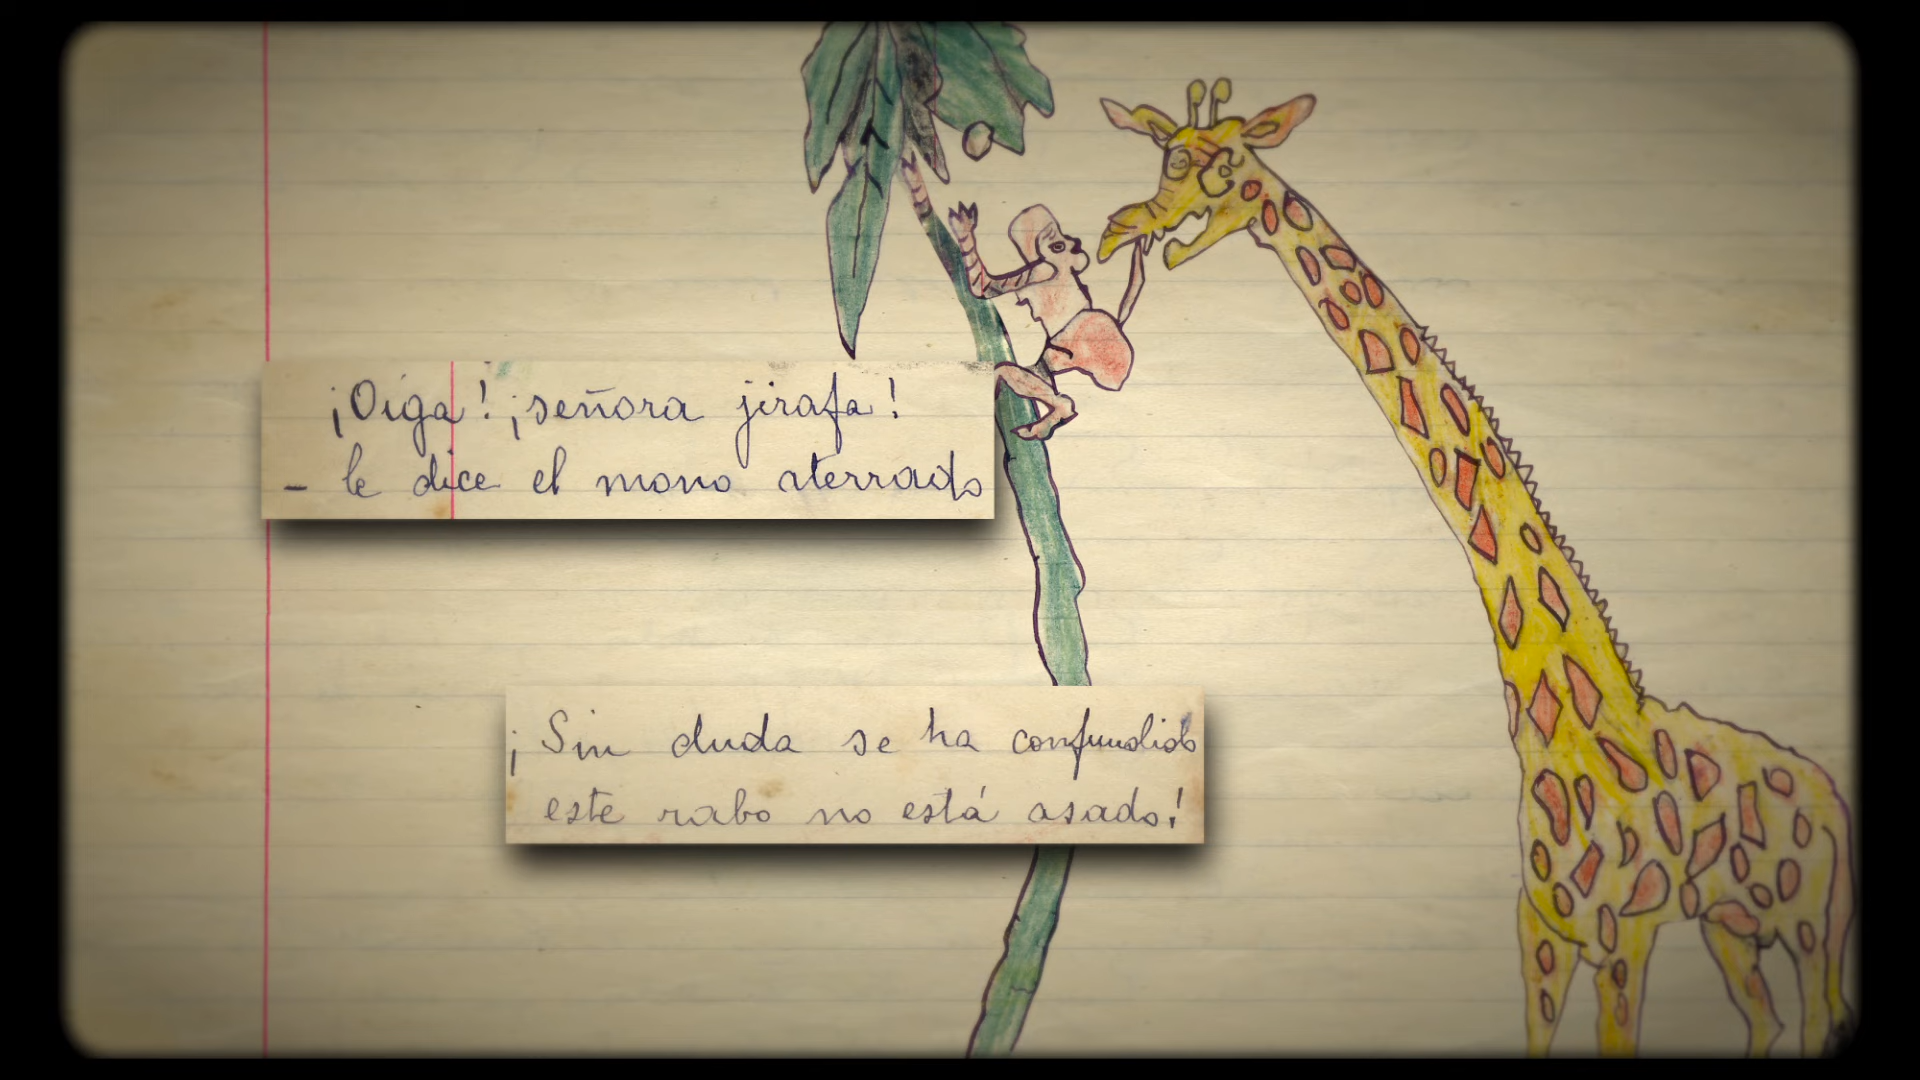 ¡Oiga! ¡señora jirafa!
- le dice el mono aterrado
¡Sin duda se ha confundido
este rabo no está asado!